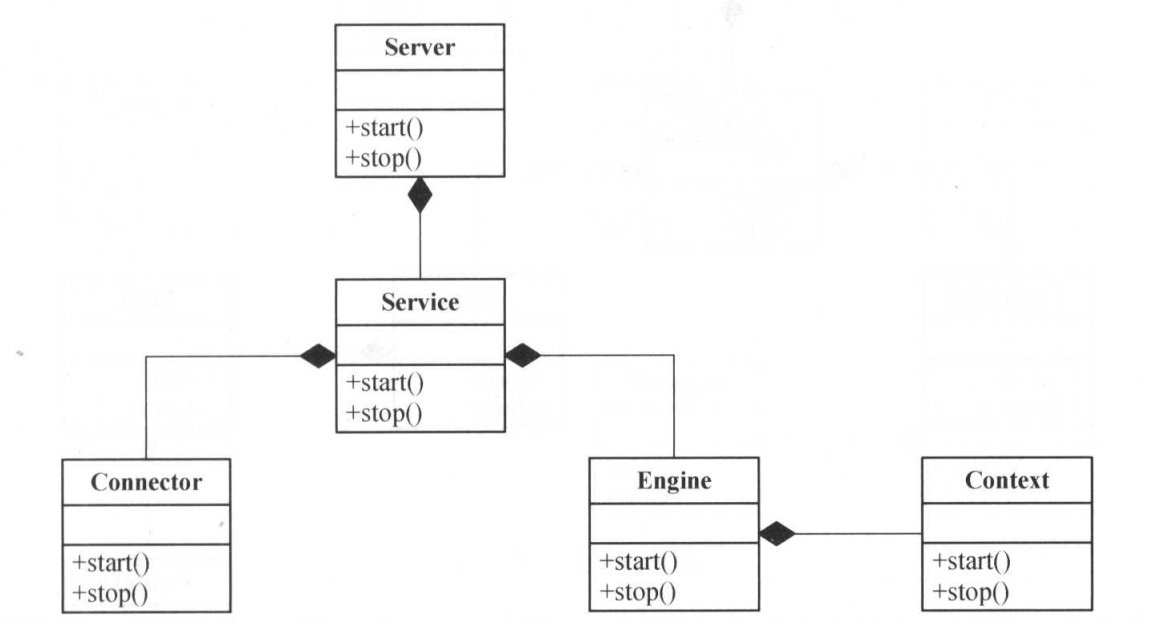 Server
+start()
+stop()
Service
+start()
+stop()
Connector
+start()
+stop()
Engine
+start()
+stop()
Context
+start()
+stop()